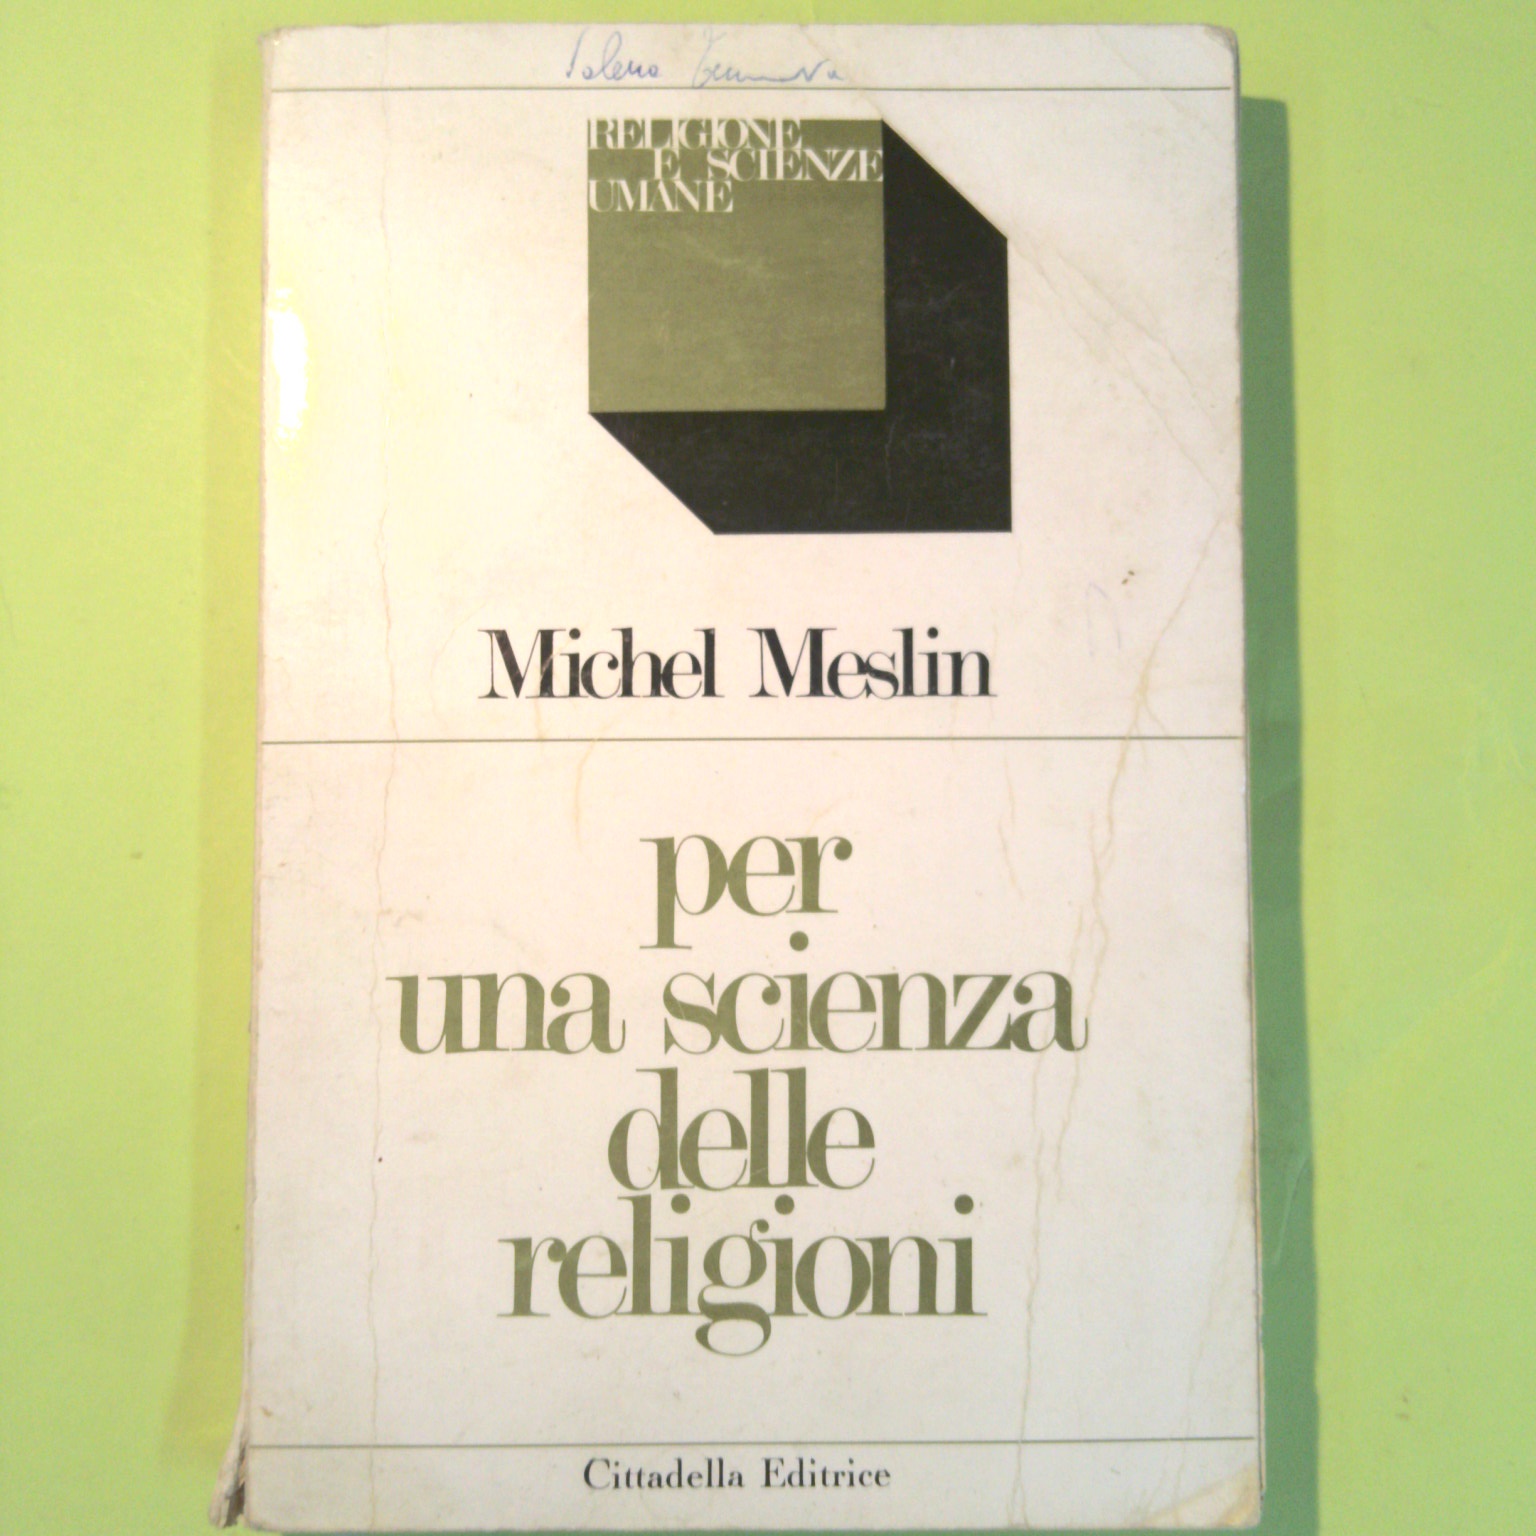 RELIGIONE
E SCIENZE
UMANE
Michel Meslin
per
una scienza
delle
religioni
Cittadella Editrice